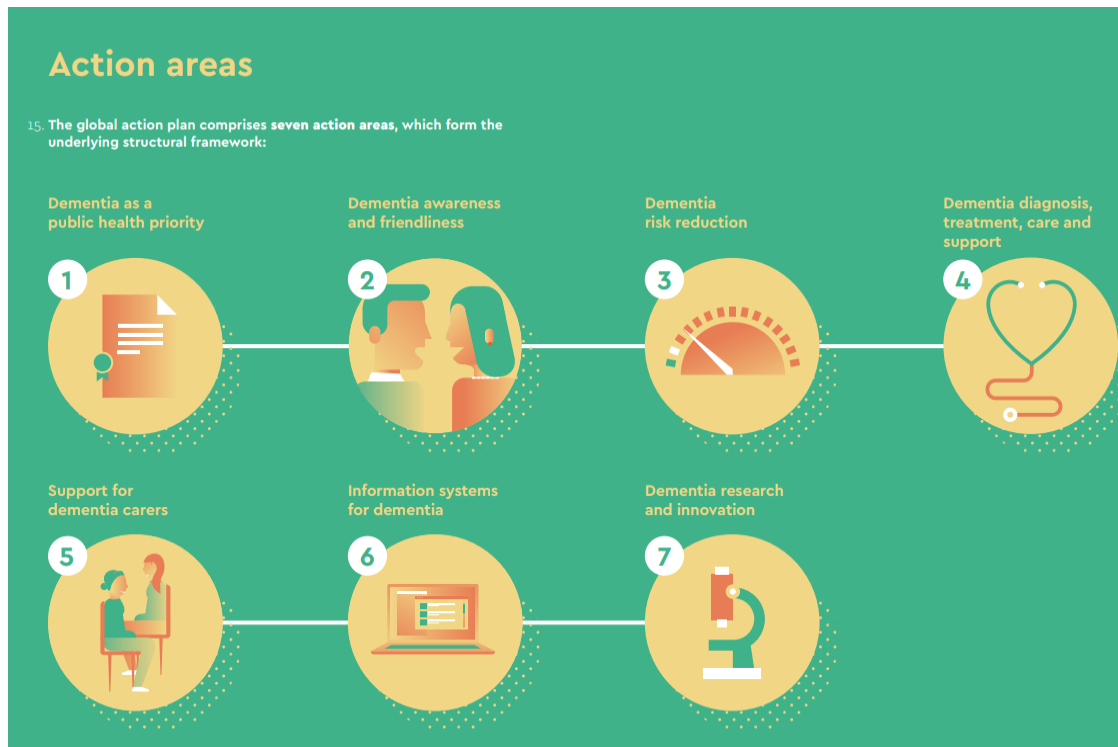 Action areas
15. The global action plan comprises seven action areas, which form the
underlying structural framework:
Dementia as a
public health priority
1
Dementia awareness
and friendliness
2
Dementia
risk reduction
3
Dementia diagnosis,
treatment, care and
support
4
Support for
dementia carers
5
Information systems
for dementia
6
Dementia research
and innovation
7